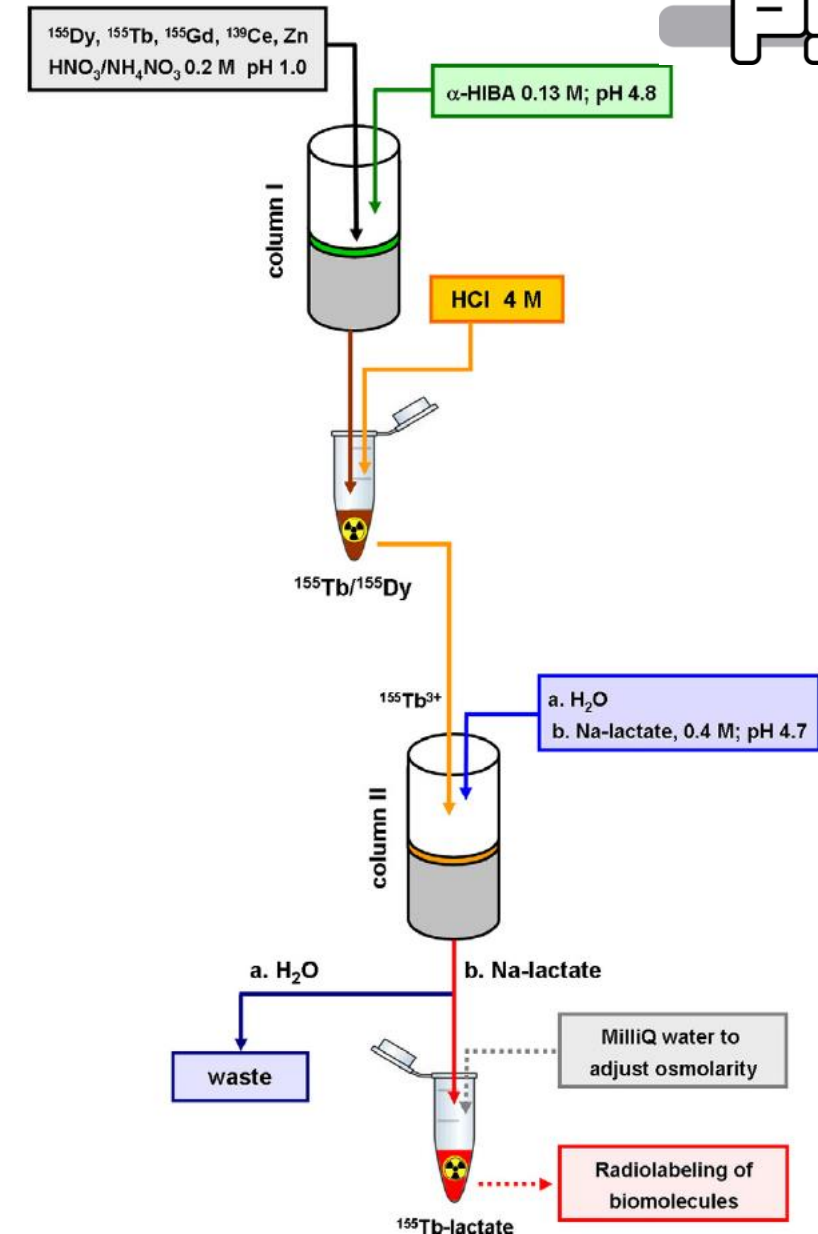 ¹⁵⁵Dy, ¹⁵⁵Tb, ¹⁵⁵Gd, ¹³⁹Ce, Zn
HNO₃/NH₄NO₃ 0.2 M pH 1.0
α-HIBA 0.13 M; pH 4.8
column I
HCl 4 M
¹⁵⁵Tb/¹⁵⁵Dy
¹⁵⁵Tb³⁺
a. H₂O
b. Na-lactate, 0.4 M; pH 4.7
column II
a. H₂O
b. Na-lactate
waste
MilliQ water to
adjust osmolarity
Radiolabeling of
biomolecules
¹⁵⁵Tb-lactate